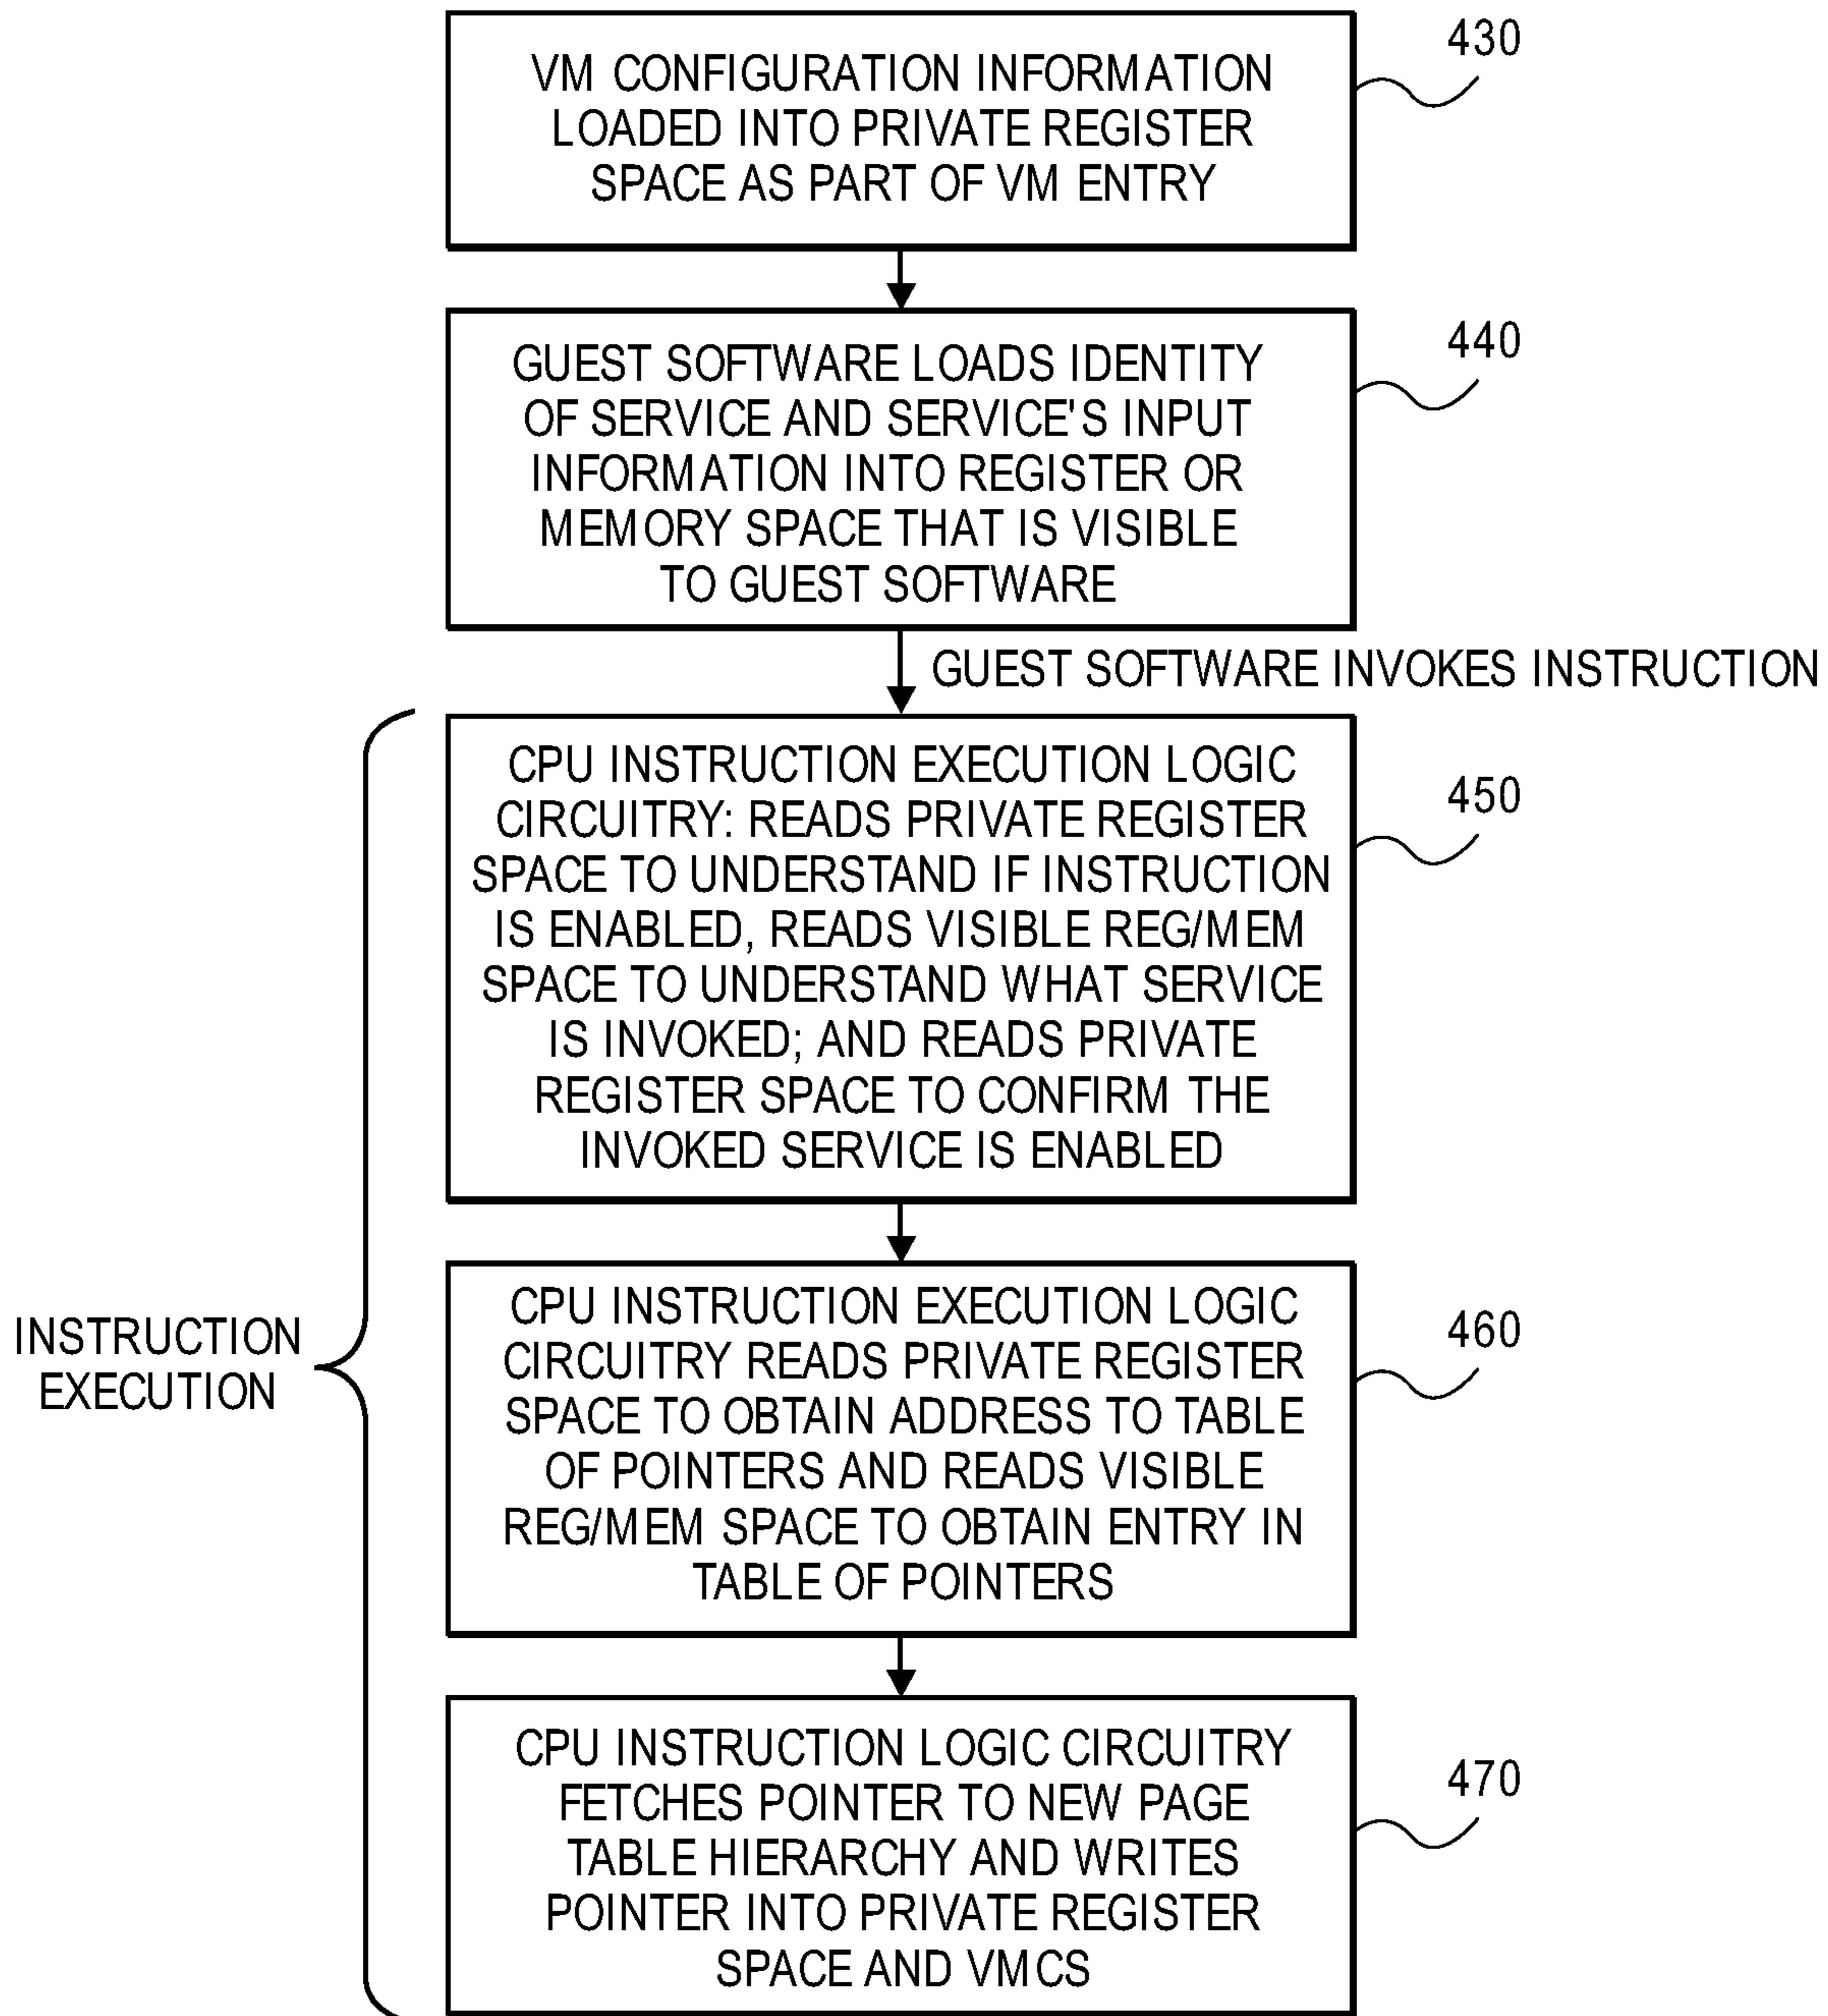 VM CONFIGURATION INFORMATION
LOADED INTO PRIVATE REGISTER
SPACE AS PART OF VM ENTRY
430
GUEST SOFTWARE LOADS IDENTITY
OF SERVICE AND SERVICE'S INPUT
INFORMATION INTO REGISTER OR
MEMORY SPACE THAT IS VISIBLE
TO GUEST SOFTWARE
440
GUEST SOFTWARE INVOKES INSTRUCTION
CPU INSTRUCTION EXECUTION LOGIC
CIRCUITRY: READS PRIVATE REGISTER
SPACE TO UNDERSTAND IF INSTRUCTION
IS ENABLED, READS VISIBLE REG/MEM
SPACE TO UNDERSTAND WHAT SERVICE
IS INVOKED; AND READS PRIVATE
REGISTER SPACE TO CONFIRM THE
INVOKED SERVICE IS ENABLED
450
INSTRUCTION
EXECUTION
CPU INSTRUCTION EXECUTION LOGIC
CIRCUITRY READS PRIVATE REGISTER
SPACE TO OBTAIN ADDRESS TO TABLE
OF POINTERS AND READS VISIBLE
REG/MEM SPACE TO OBTAIN ENTRY IN
TABLE OF POINTERS
460
CPU INSTRUCTION LOGIC CIRCUITRY
FETCHES POINTER TO NEW PAGE
TABLE HIERARCHY AND WRITES
POINTER INTO PRIVATE REGISTER
SPACE AND VMCS
470